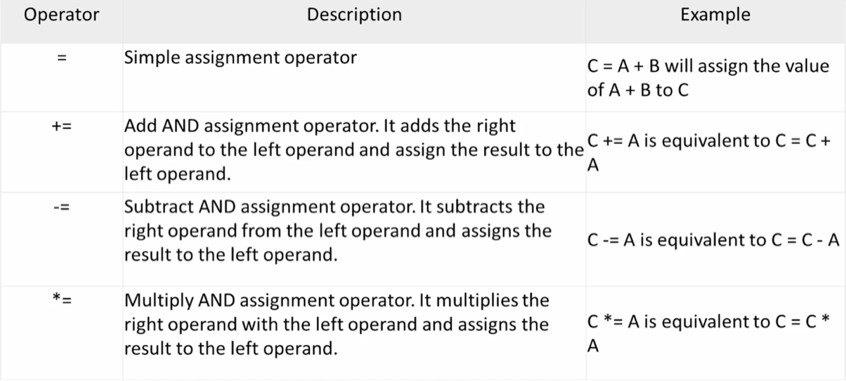 Operator Description Example
= Simple assignment operator C = A + B will assign the value
of A + B to C
+= Add AND assignment operator. It adds the right
operand to the left operand and assign the result to the
left operand.
C += A is equivalent to C = C +
A
-= Subtract AND assignment operator. It subtracts the
right operand from the left operand and assigns the
result to the left operand.
C -= A is equivalent to C = C - A
*= Multiply AND assignment operator. It multiplies the
right operand with the left operand and assigns the
result to the left operand.
C *= A is equivalent to C = C *
A